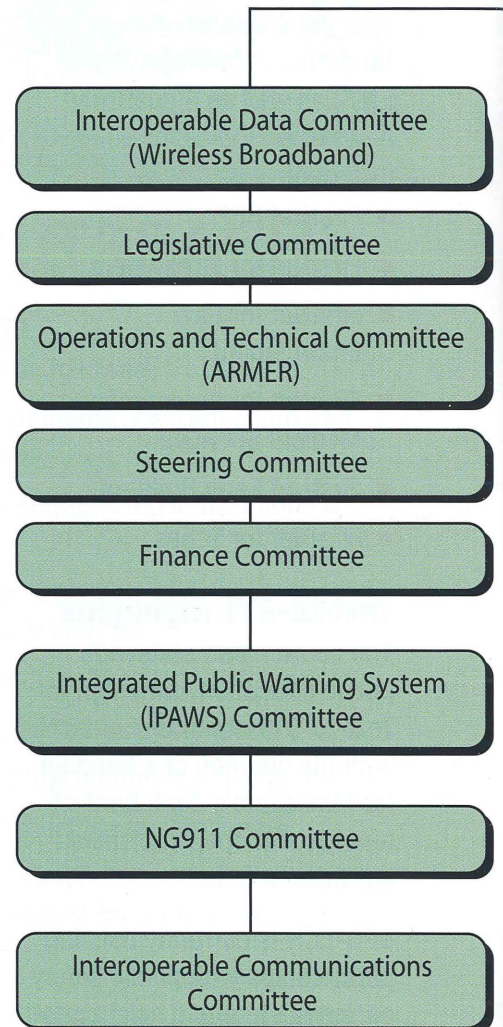 Interoperable Data Committee
(Wireless Broadband)
Legislative Committee
Operations and Technical Committee
(ARMER)
Steering Committee
Finance Committee
Integrated Public Warning System
(IPAWS) Committee
NG911 Committee
Interoperable Communications
Committee